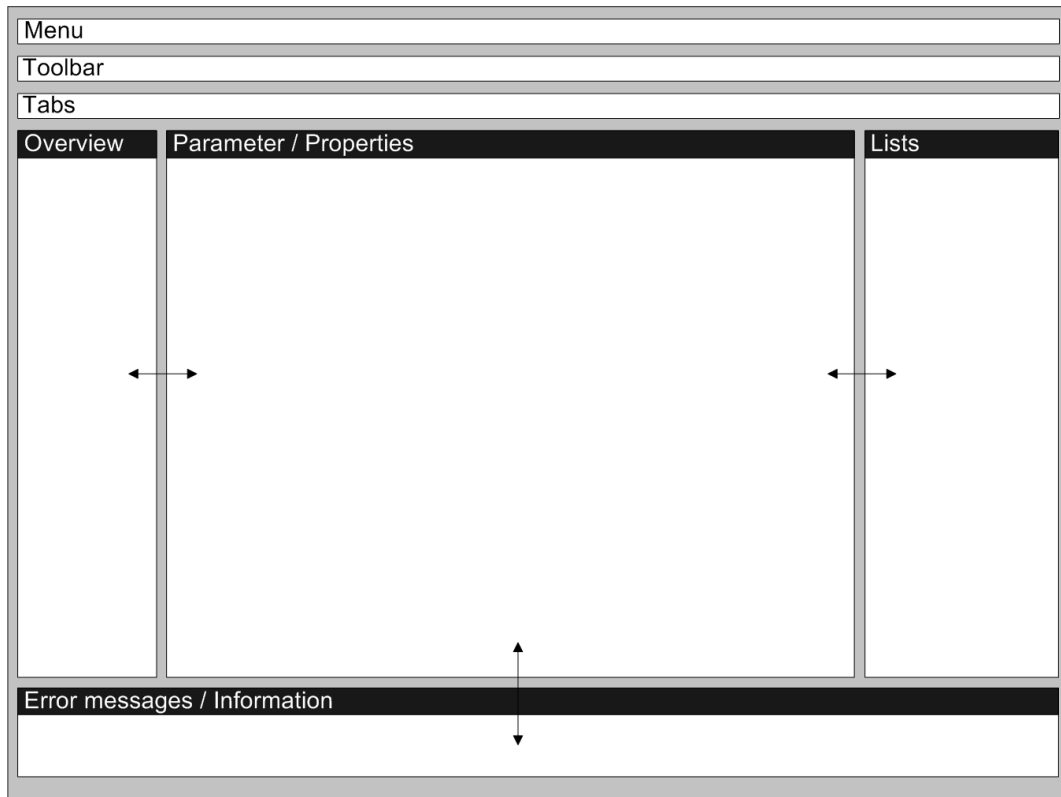 Menu
Toolbar
Tabs
Overview
Parameter / Properties
Lists
Error messages / Information